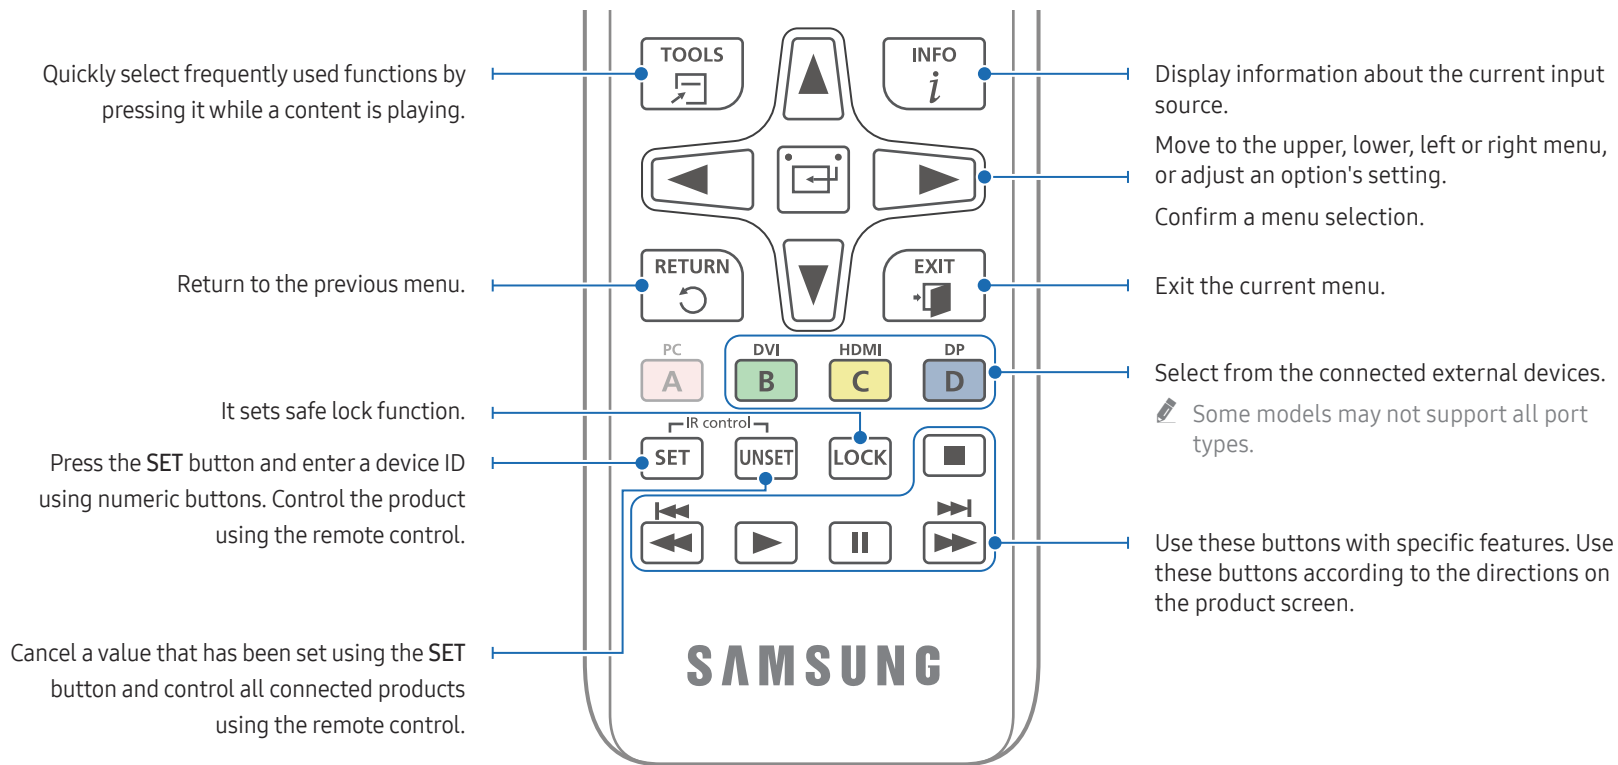 Quickly select frequently used functions by
pressing it while a content is playing.
Return to the previous menu.
It sets safe lock function.
Press the SET button and enter a device ID
using numeric buttons. Control the product
using the remote control.
Cancel a value that has been set using the SET
button and control all connected products
using the remote control.
TOOLS
INFO
i
RETURN
EXIT
PC
DVI
HDMI
DP
A
B
C
D
IR control
SET
UNSET
LOCK
SAMSUNG
Display information about the current input
source.
Move to the upper, lower, left or right menu,
or adjust an option's setting.
Confirm a menu selection.
Exit the current menu.
Select from the connected external devices.
Some models may not support all port
types.
Use these buttons with specific features. Use
these buttons according to the directions on
the product screen.